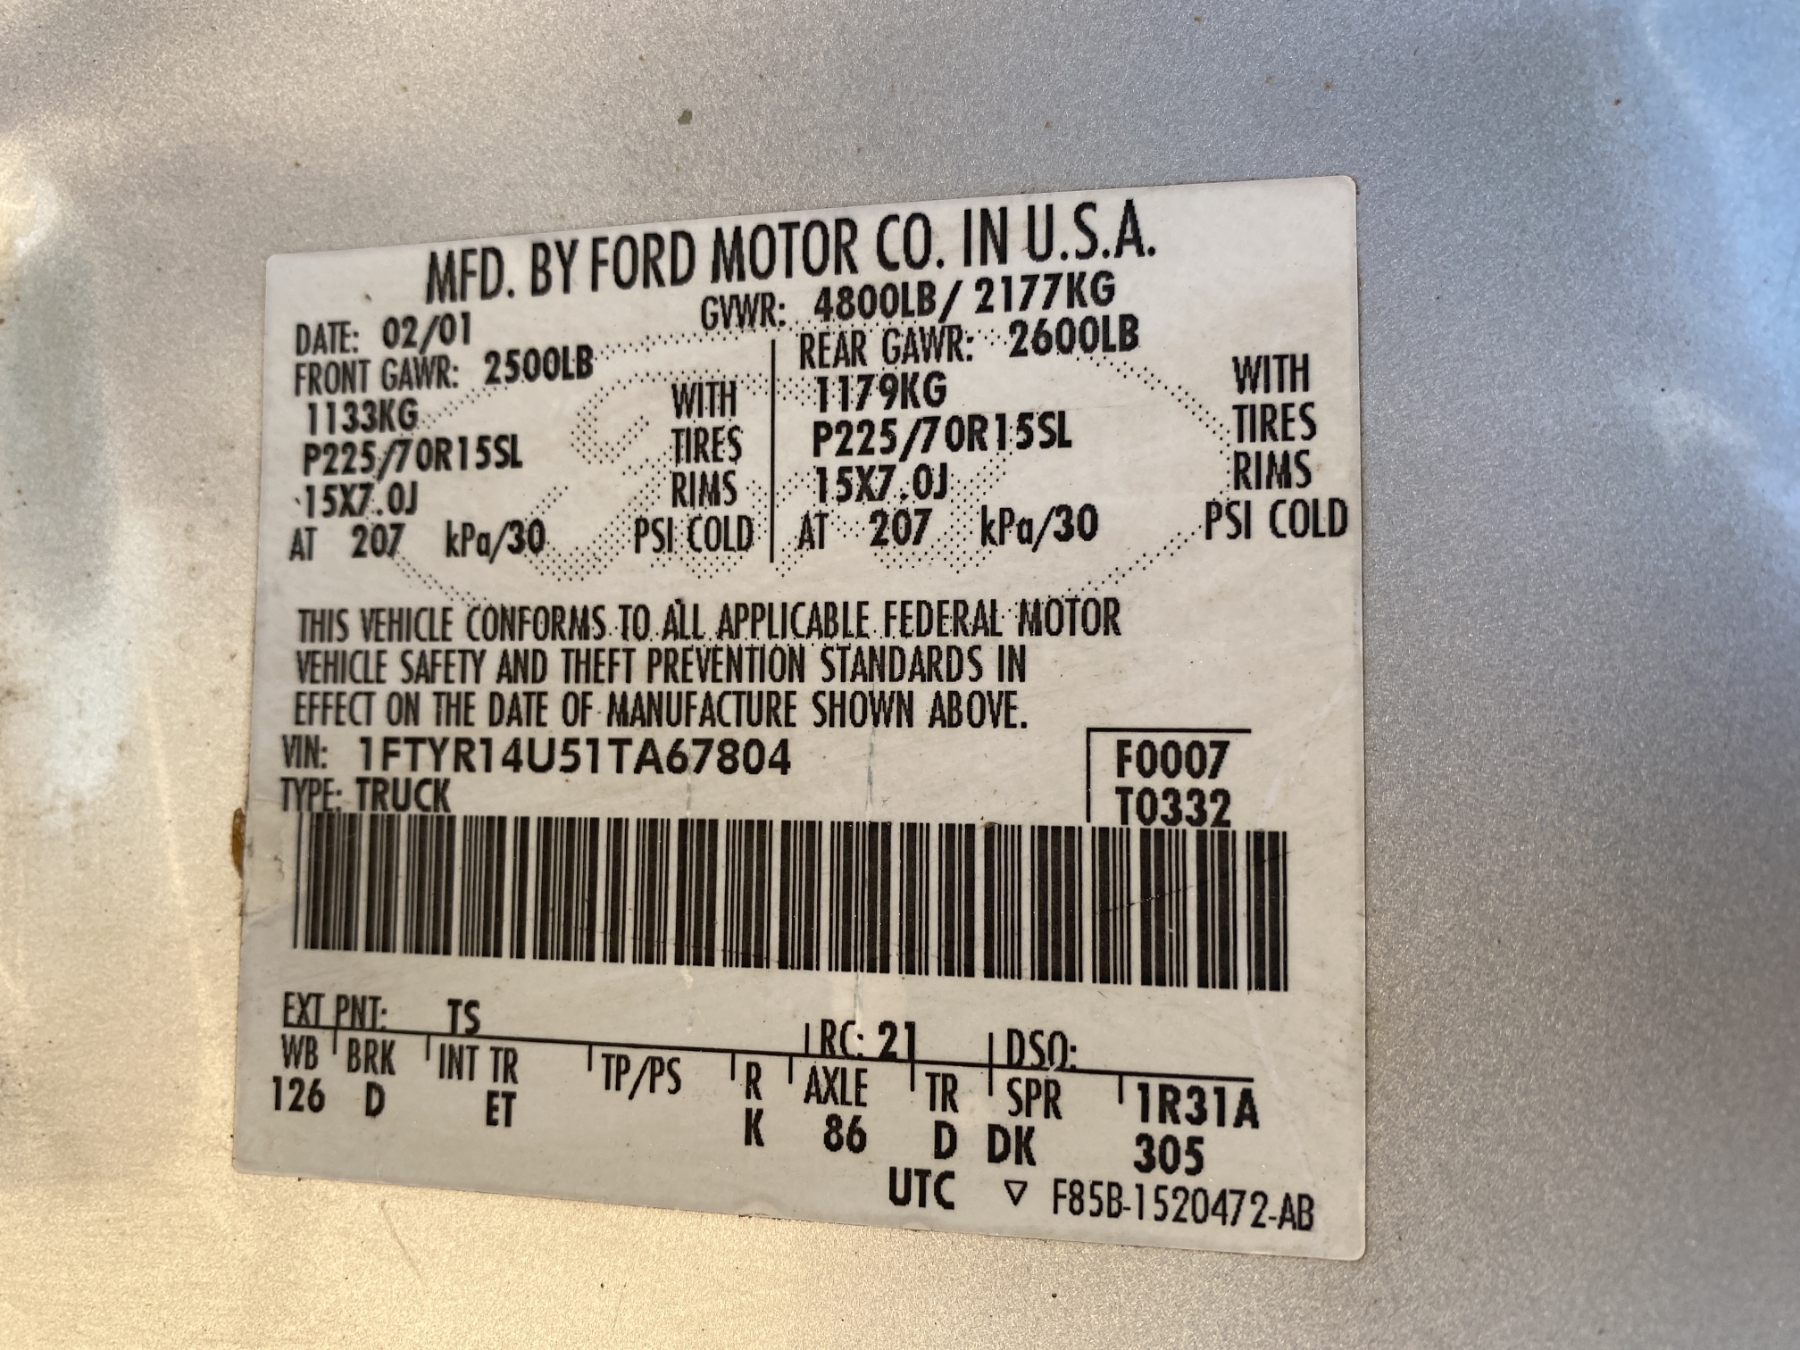 MFD. BY FORD MOTOR CO. IN U.S.A.
DATE: 02/01 GVWR: 4800LB/ 2177KG
FRONT GAWR: 2500LB REAR GAWR: 2600LB
1133KG WITH 1179KG WITH
P225/70R15SL TIRES P225/70R15SL TIRES
15X7.0J RIMS 15X7.0J RIMS
AT 207 kPa/30 PSI COLD AT 207 kPa/30 PSI COLD
THIS VEHICLE CONFORMS TO ALL APPLICABLE FEDERAL MOTOR
VEHICLE SAFETY AND THEFT PREVENTION STANDARDS IN
EFFECT ON THE DATE OF MANUFACTURE SHOWN ABOVE.
VIN: 1FTYR14U51TA67804 F0007
TYPE: TRUCK T0332
EXT PNT: TS RC: 21 DSO:
WB BRK INT TR TP/PS R AXLE TR SPR 1R31A
126 D ET K 86 D DK 305
UTC ▽ F85B-1520472-AB